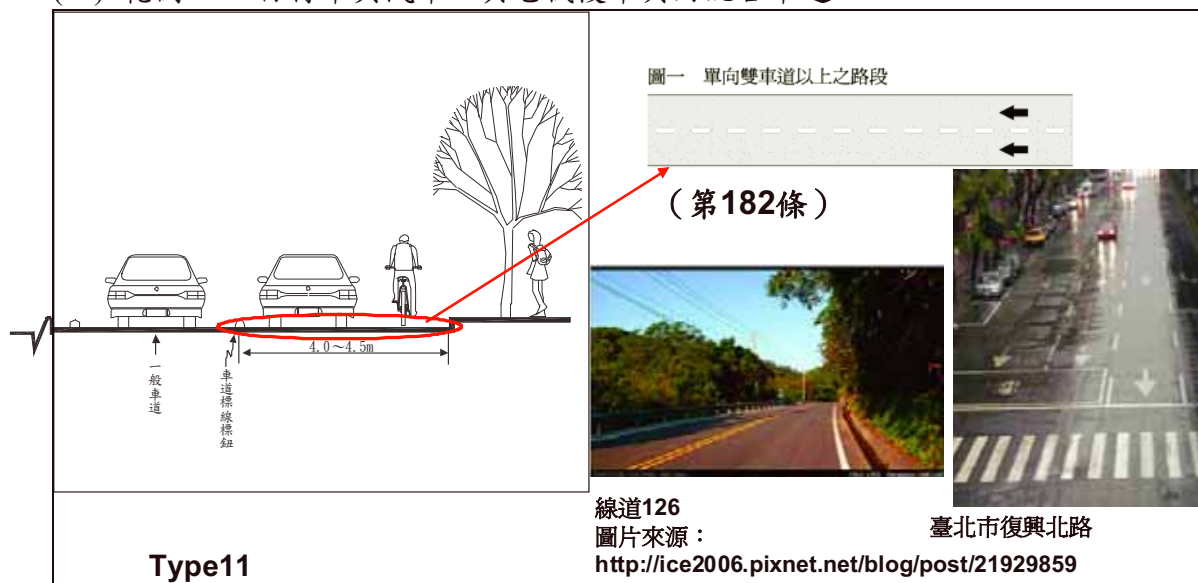 圖一 單向雙車道以上之路段
（第182條）
4.0～4.5m
一般車道
車道標線標鈕
線道126
圖片來源：
http://ice2006.pixnet.net/blog/post/21929859
臺北市復興北路
Type11